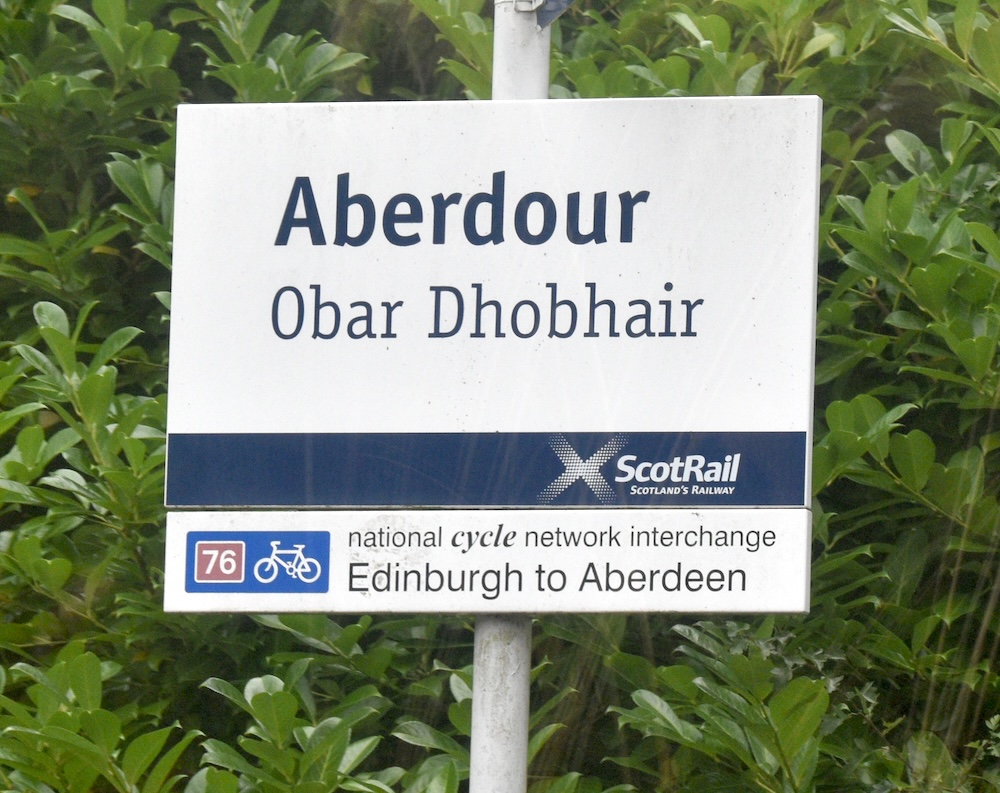 Aberdour
Obar Dhobhair
ScotRail
SCOTLAND'S RAILWAY
76
national cycle network interchange
Edinburgh to Aberdeen